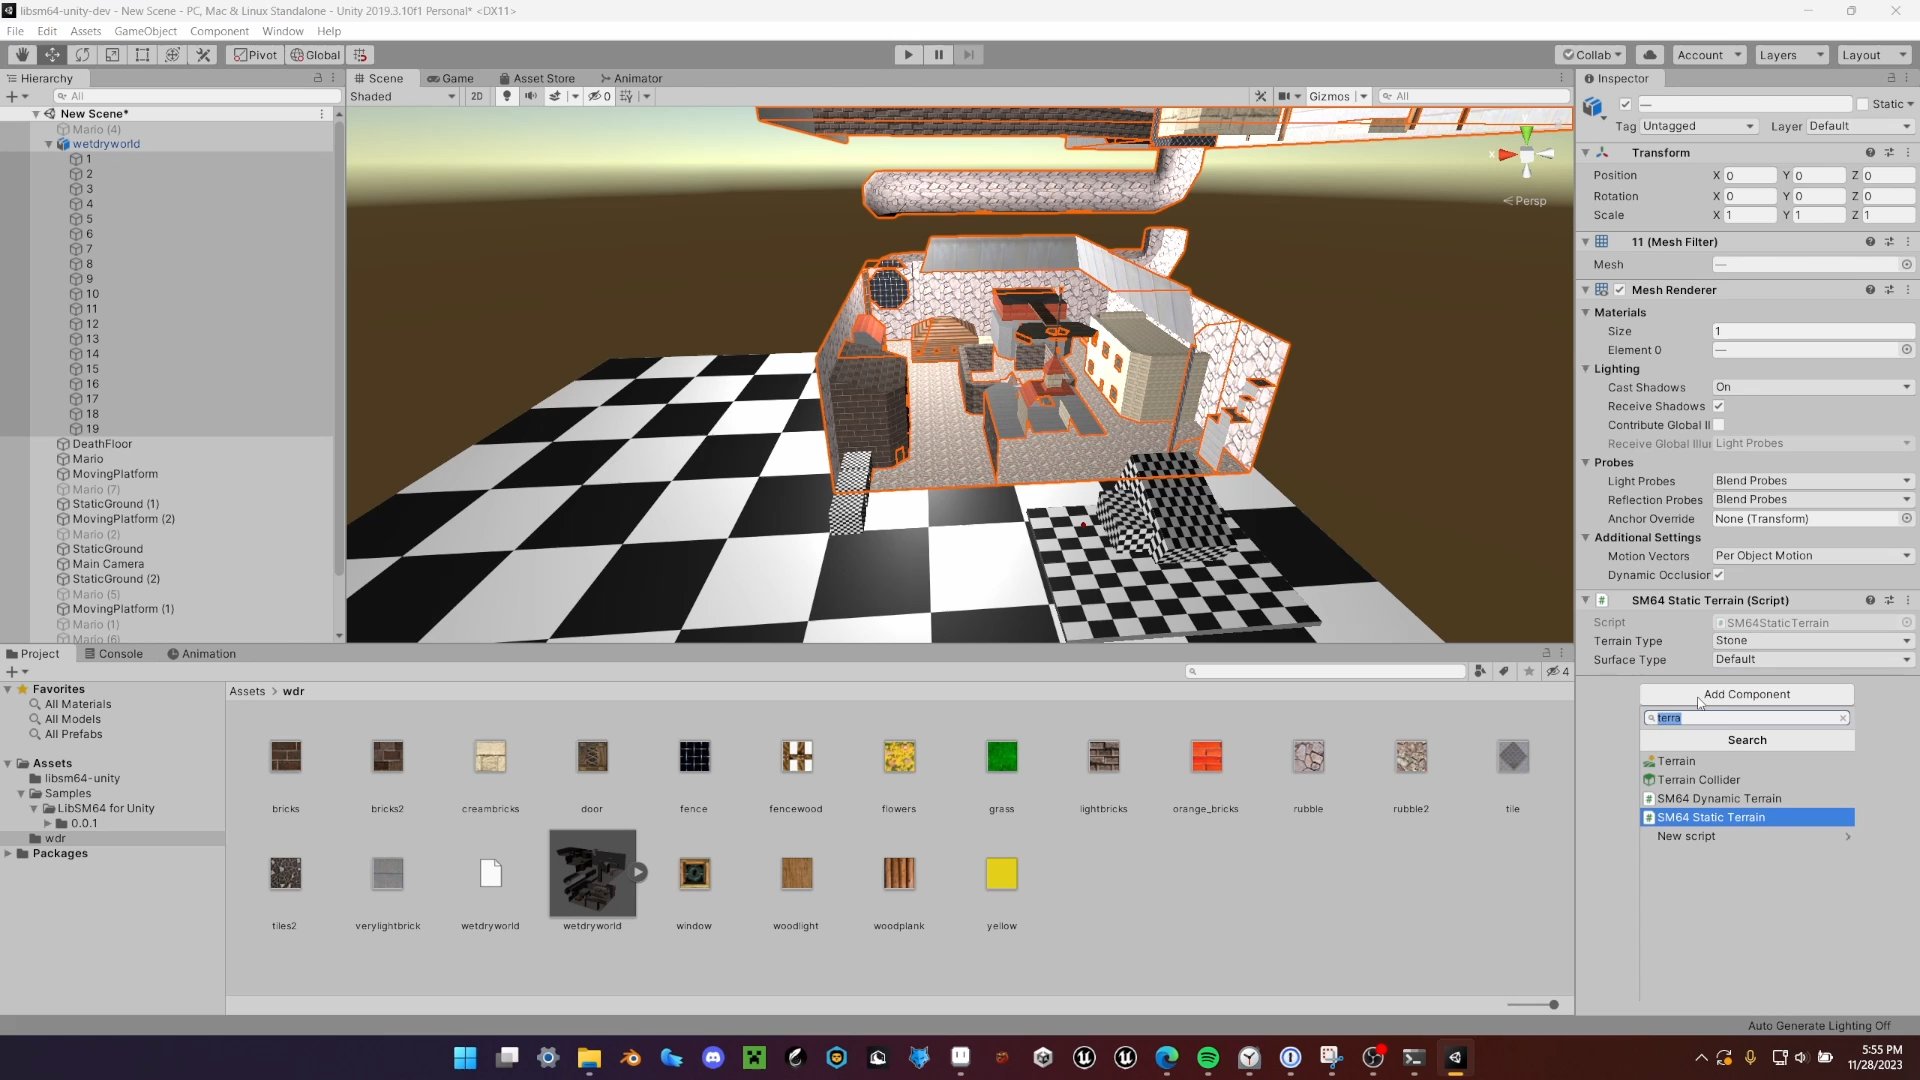 libsm64-unity-dev - New Scene - PC, Mac & Linux Standalone - Unity 2019.3.10f1 Personal* <DX11>
File Edit Assets GameObject Component Window Help
Pivot Global Collab Account Layers Layout
Hierarchy
All
New Scene*
Mario (4)
wetdryworld
1
2
3
4
5
6
7
8
9
10
11
12
13
14
15
16
17
18
19
DeathFloor
Mario
MovingPlatform
Mario (7)
StaticGround (1)
MovingPlatform (2)
Mario (2)
StaticGround
Main Camera
StaticGround (2)
Mario (5)
MovingPlatform (1)
Mario (1)
Mario (6)
Scene Game Asset Store Animator
Shaded 2D 0 Gizmos All
x
Persp
Inspector
— Static
Tag Untagged Layer Default
Transform
Position X 0 Y 0 Z 0
Rotation X 0 Y 0 Z 0
Scale X 1 Y 1 Z 1
11 (Mesh Filter)
Mesh —
Mesh Renderer
Materials
Size 1
Element 0 —
Lighting
Cast Shadows On
Receive Shadows
Contribute Global Il
Receive Global Illur Light Probes
Probes
Light Probes Blend Probes
Reflection Probes Blend Probes
Anchor Override None (Transform)
Additional Settings
Motion Vectors Per Object Motion
Dynamic Occlusion
SM64 Static Terrain (Script)
Script SM64StaticTerrain
Terrain Type Stone
Surface Type Default
Add Component
terra
Search
Terrain
Terrain Collider
SM64 Dynamic Terrain
SM64 Static Terrain
New script
Project Console Animation
4
Favorites
All Materials
All Models
All Prefabs
Assets
libsm64-unity
Samples
LibSM64 for Unity
0.0.1
wdr
Packages
Assets > wdr
bricks bricks2 creambricks door fence fencewood flowers grass lightbricks orange_bricks rubble rubble2 tile
tiles2 verylightbrick wetdryworld wetdryworld window woodlight woodplank yellow
Auto Generate Lighting Off
5:55 PM
11/28/2023